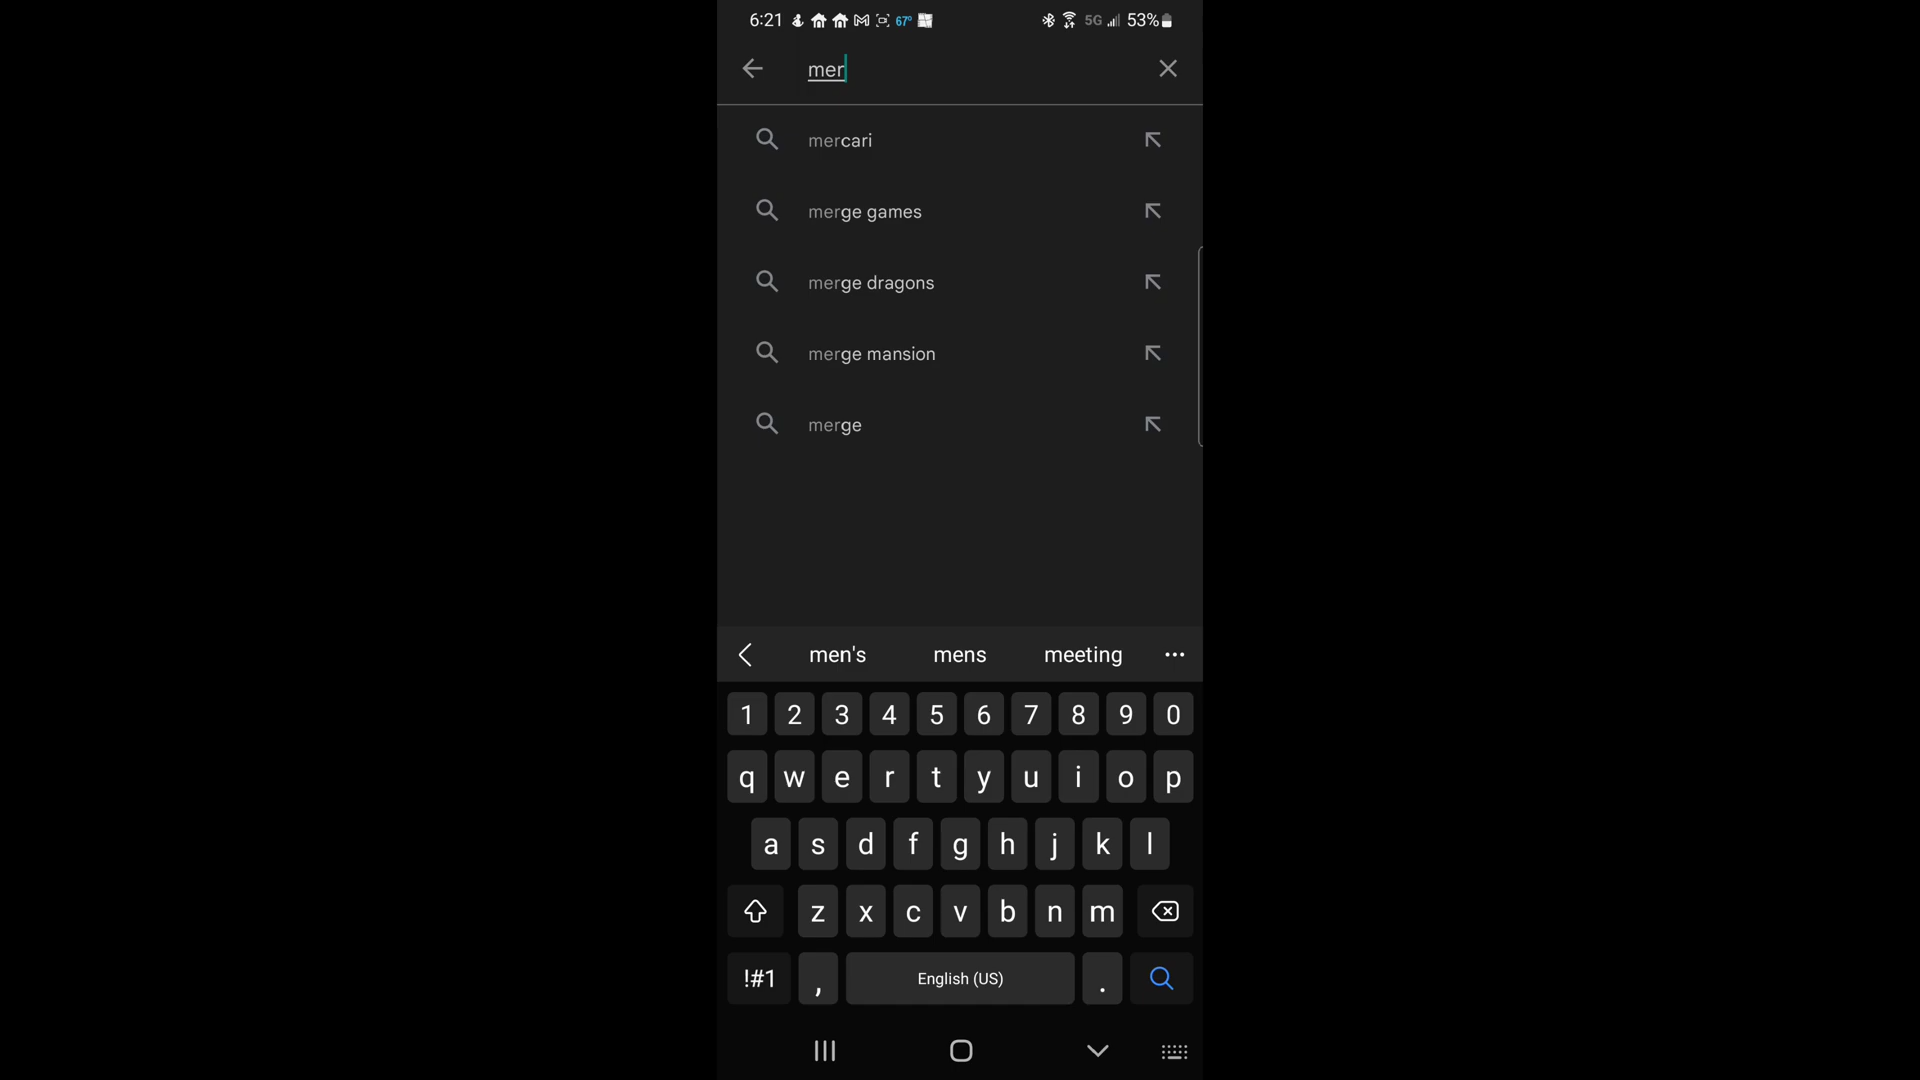 6:21 67° 5G 53%
mer
mercari
merge games
merge dragons
merge mansion
merge
men's mens meeting
1 2 3 4 5 6 7 8 9 0
q w e r t y u i o p
a s d f g h j k l
z x c v b n m
!#1 , English (US) .